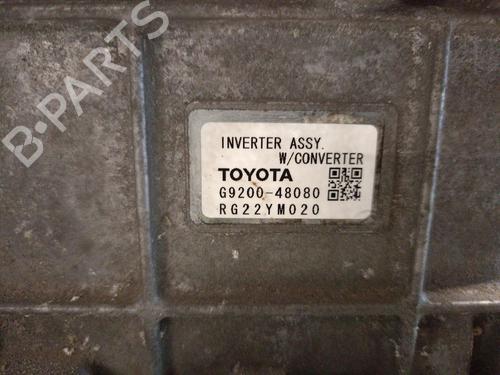 B-PARTS
INVERTER ASSY.
W/CONVERTER
TOYOTA
G9200-48080
RG22YM020